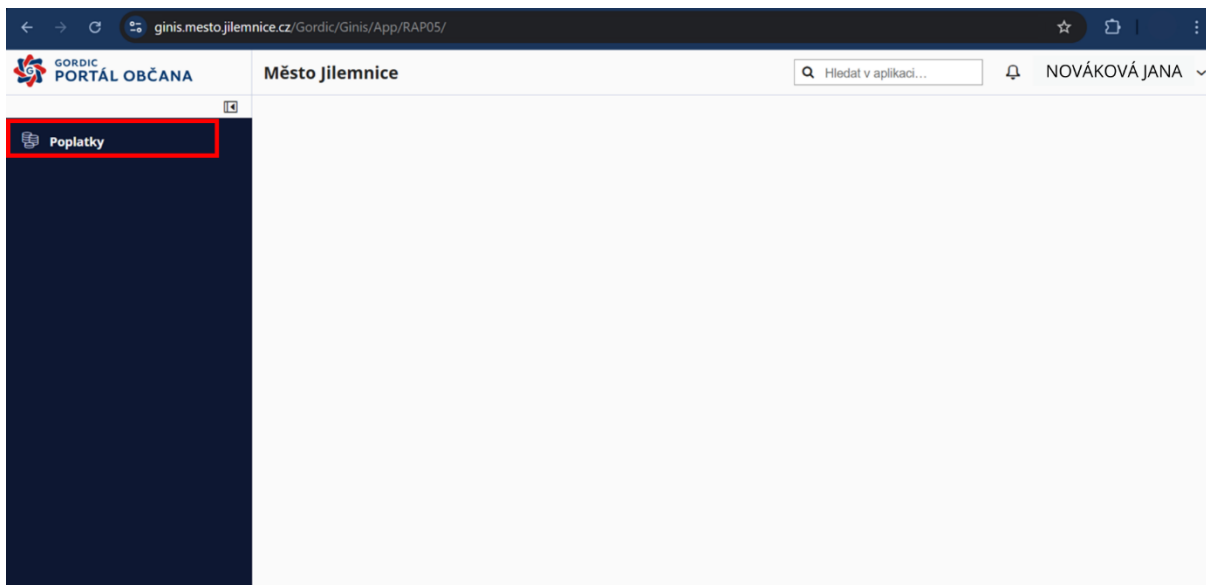 ginis.mesto.jilemnice.cz/Gordic/Ginis/App/RAP05/
GORDIC
PORTÁL OBČANA
Město Jilemnice
Hledat v aplikaci...
NOVÁKOVÁ JANA
Poplatky